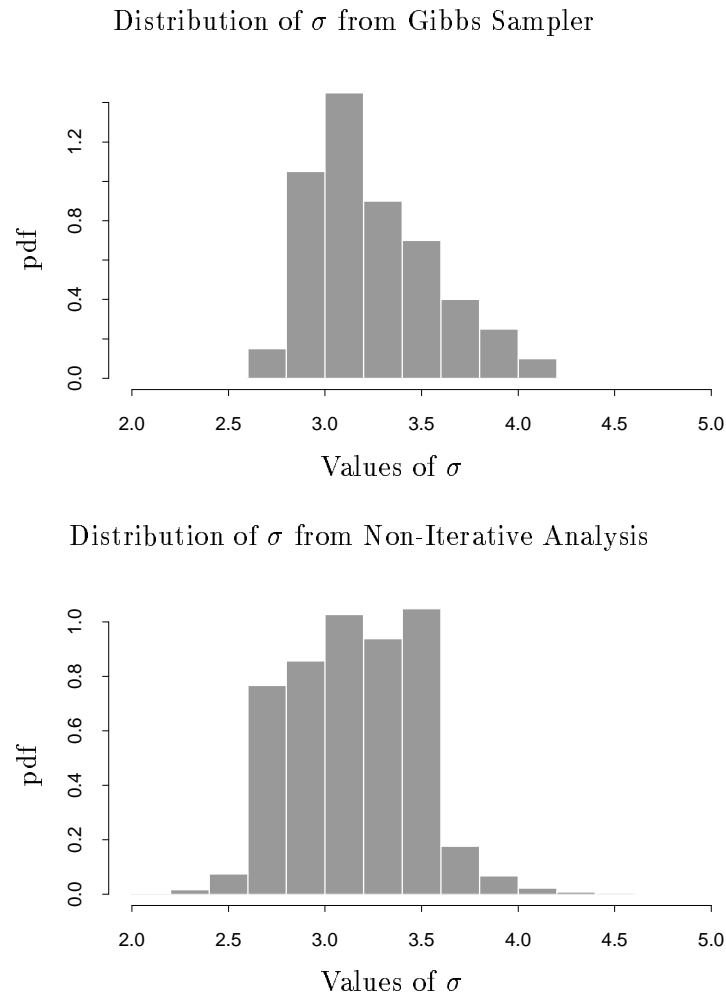 Distribution of σ from Gibbs Sampler
pdf
1.2
0.8
0.4
0.0
2.0 2.5 3.0 3.5 4.0 4.5 5.0
Values of σ
Distribution of σ from Non-Iterative Analysis
pdf
1.0
0.8
0.6
0.4
0.2
0.0
2.0 2.5 3.0 3.5 4.0 4.5 5.0
Values of σ